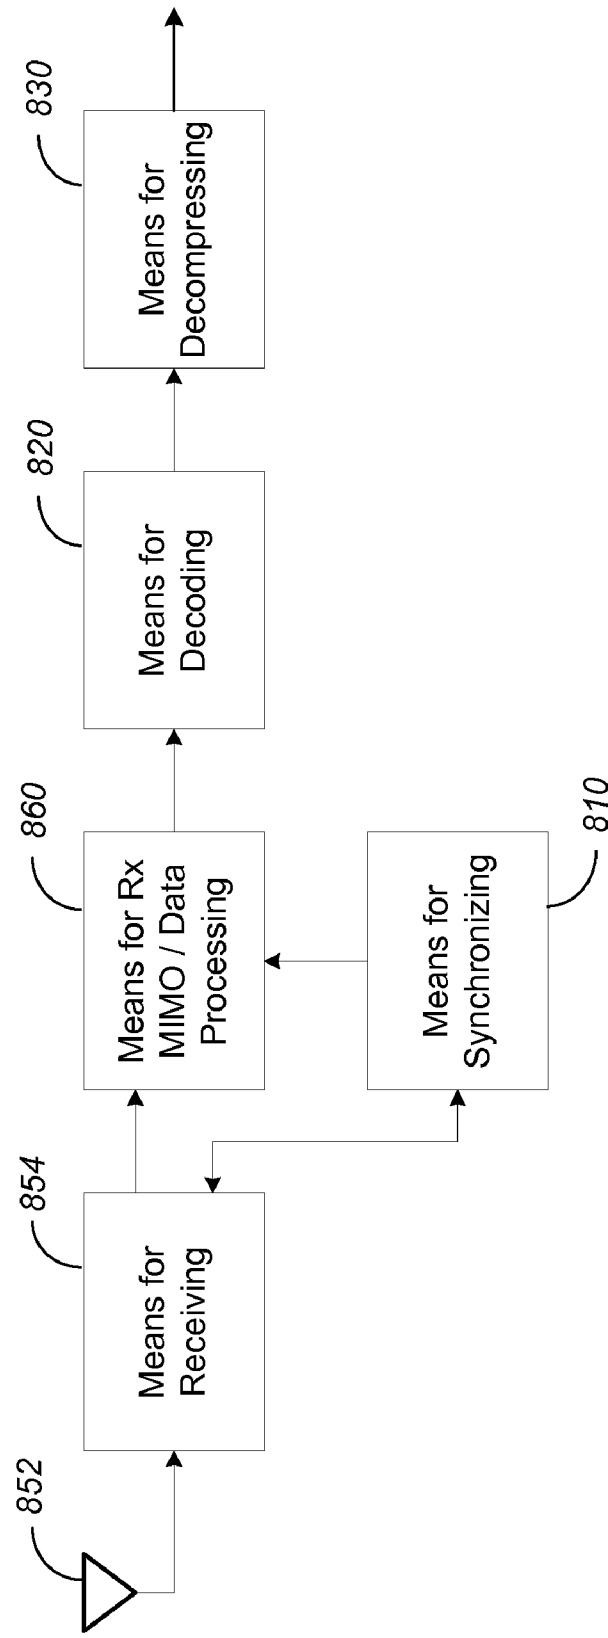 852
854
Means for
Receiving
860
Means for Rx
MIMO / Data
Processing
810
Means for
Synchronizing
820
Means for
Decoding
830
Means for
Decompressing